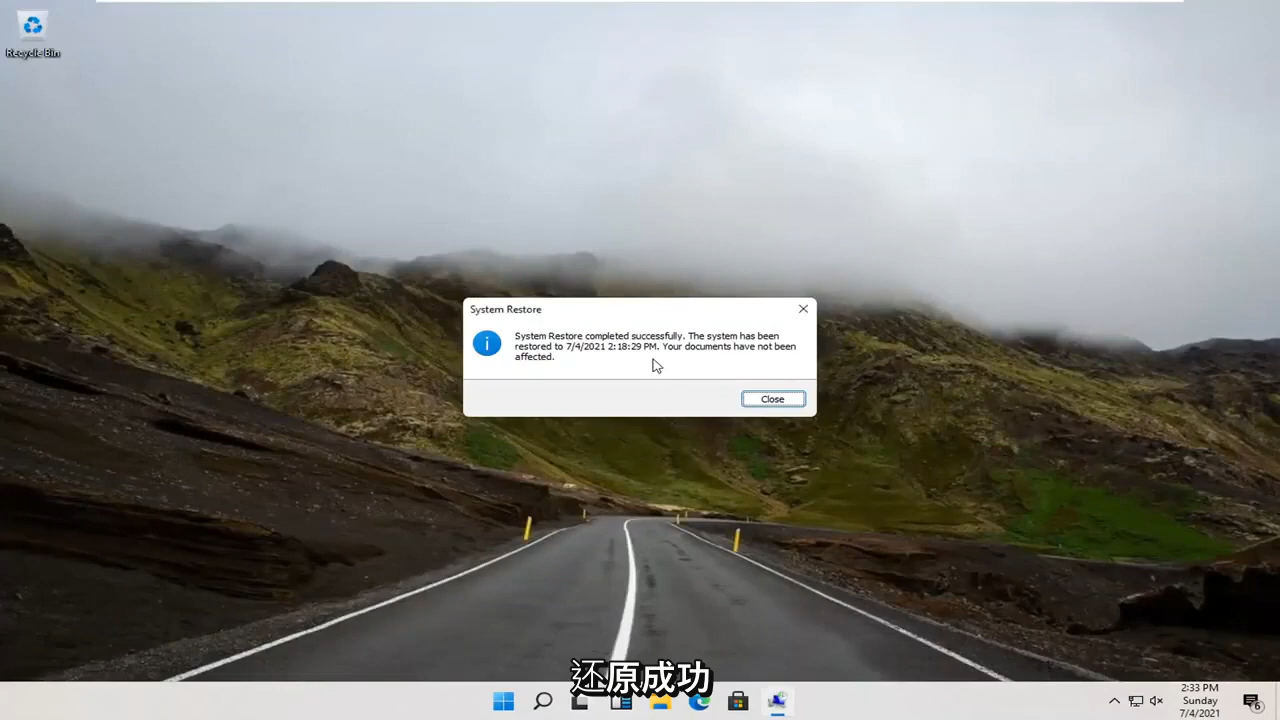 Recycle Bin
System Restore
System Restore completed successfully. The system has been
restored to 7/4/2021 2:18:29 PM. Your documents have not been
affected.
Close
还原成功
2:33 PM
Sunday
7/4/2021
6